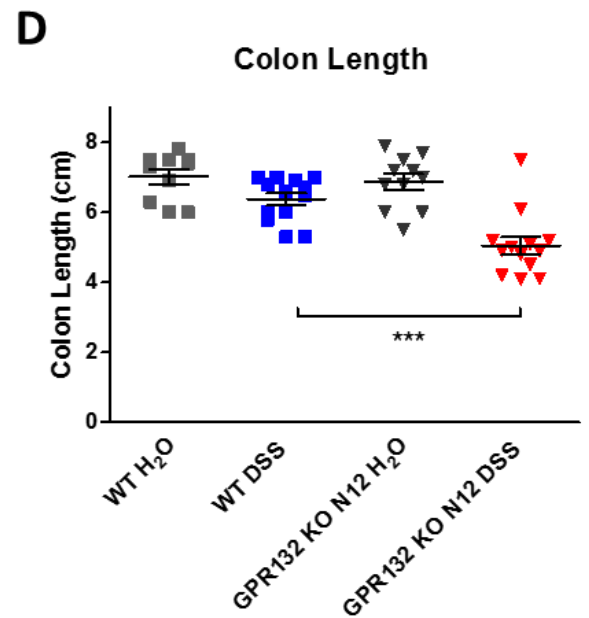 D
Colon Length
Colon Length (cm)
8
6
4
2
0
***
WT H₂O
WT DSS
GPR132 KO N12 H₂O
GPR132 KO N12 DSS